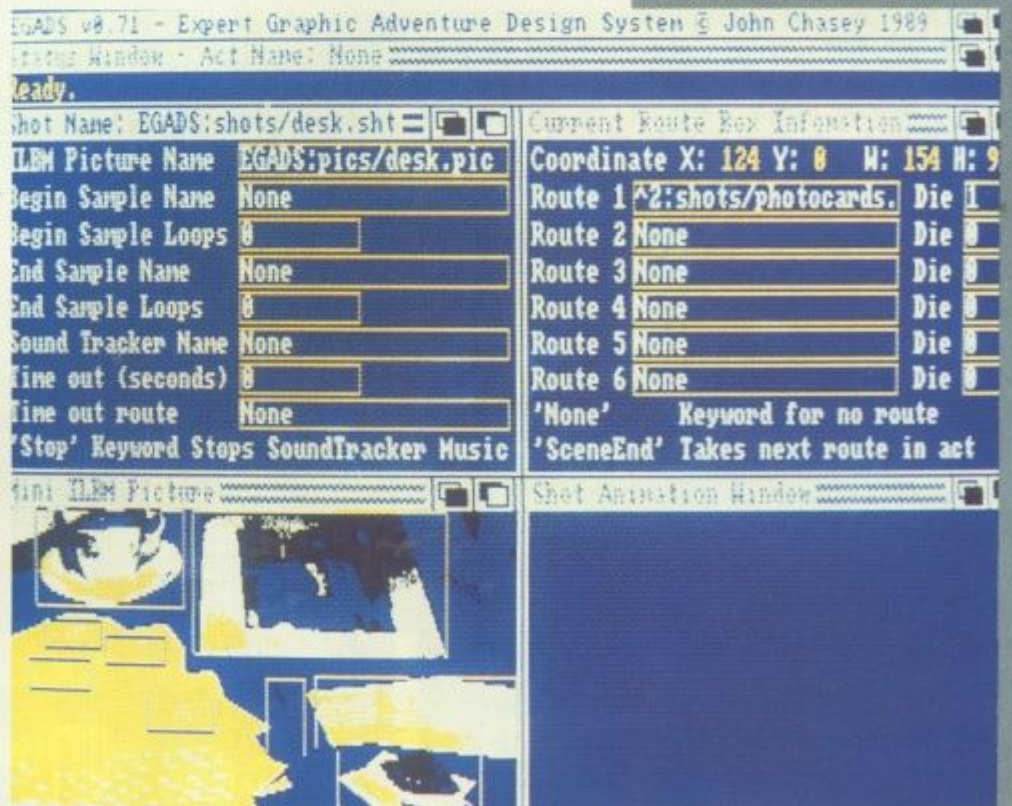 EGADS v0.71 - Expert Graphic Adventure Design System © John Chasey 1989
Status Window - Act Name: None
Ready.
Shot Name: EGADS:shots/desk.sht
ILBM Picture Name EGADS:pics/desk.pic
Begin Sample Name None
Begin Sample Loops 0
End Sample Name None
End Sample Loops 0
Sound Tracker Name None
Time out (seconds) 0
Time out route None
'Stop' Keyword Stops SoundTracker Music
Current Route Box Infomation
Coordinate X: 124 Y: 0 W: 154 H: 9
Route 1 ^2:shots/photocards. Die 1
Route 2 None Die 0
Route 3 None Die 0
Route 4 None Die 0
Route 5 None Die 0
Route 6 None Die 0
'None' Keyword for no route
'SceneEnd' Takes next route in act
Mini ILBM Picture
Shot Animation Window